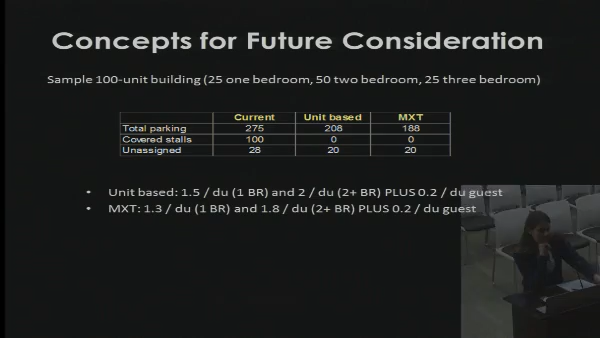 Concepts for Future Consideration
Sample 100-unit building (25 one bedroom, 50 two bedroom, 25 three bedroom)
Current Unit based MXT
Total parking 275 208 188
Covered stalls 100 0 0
Unassigned 28 20 20
• Unit based: 1.5 / du (1 BR) and 2 / du (2+ BR) PLUS 0.2 / du guest
• MXT: 1.3 / du (1 BR) and 1.8 / du (2+ BR) PLUS 0.2 / du guest